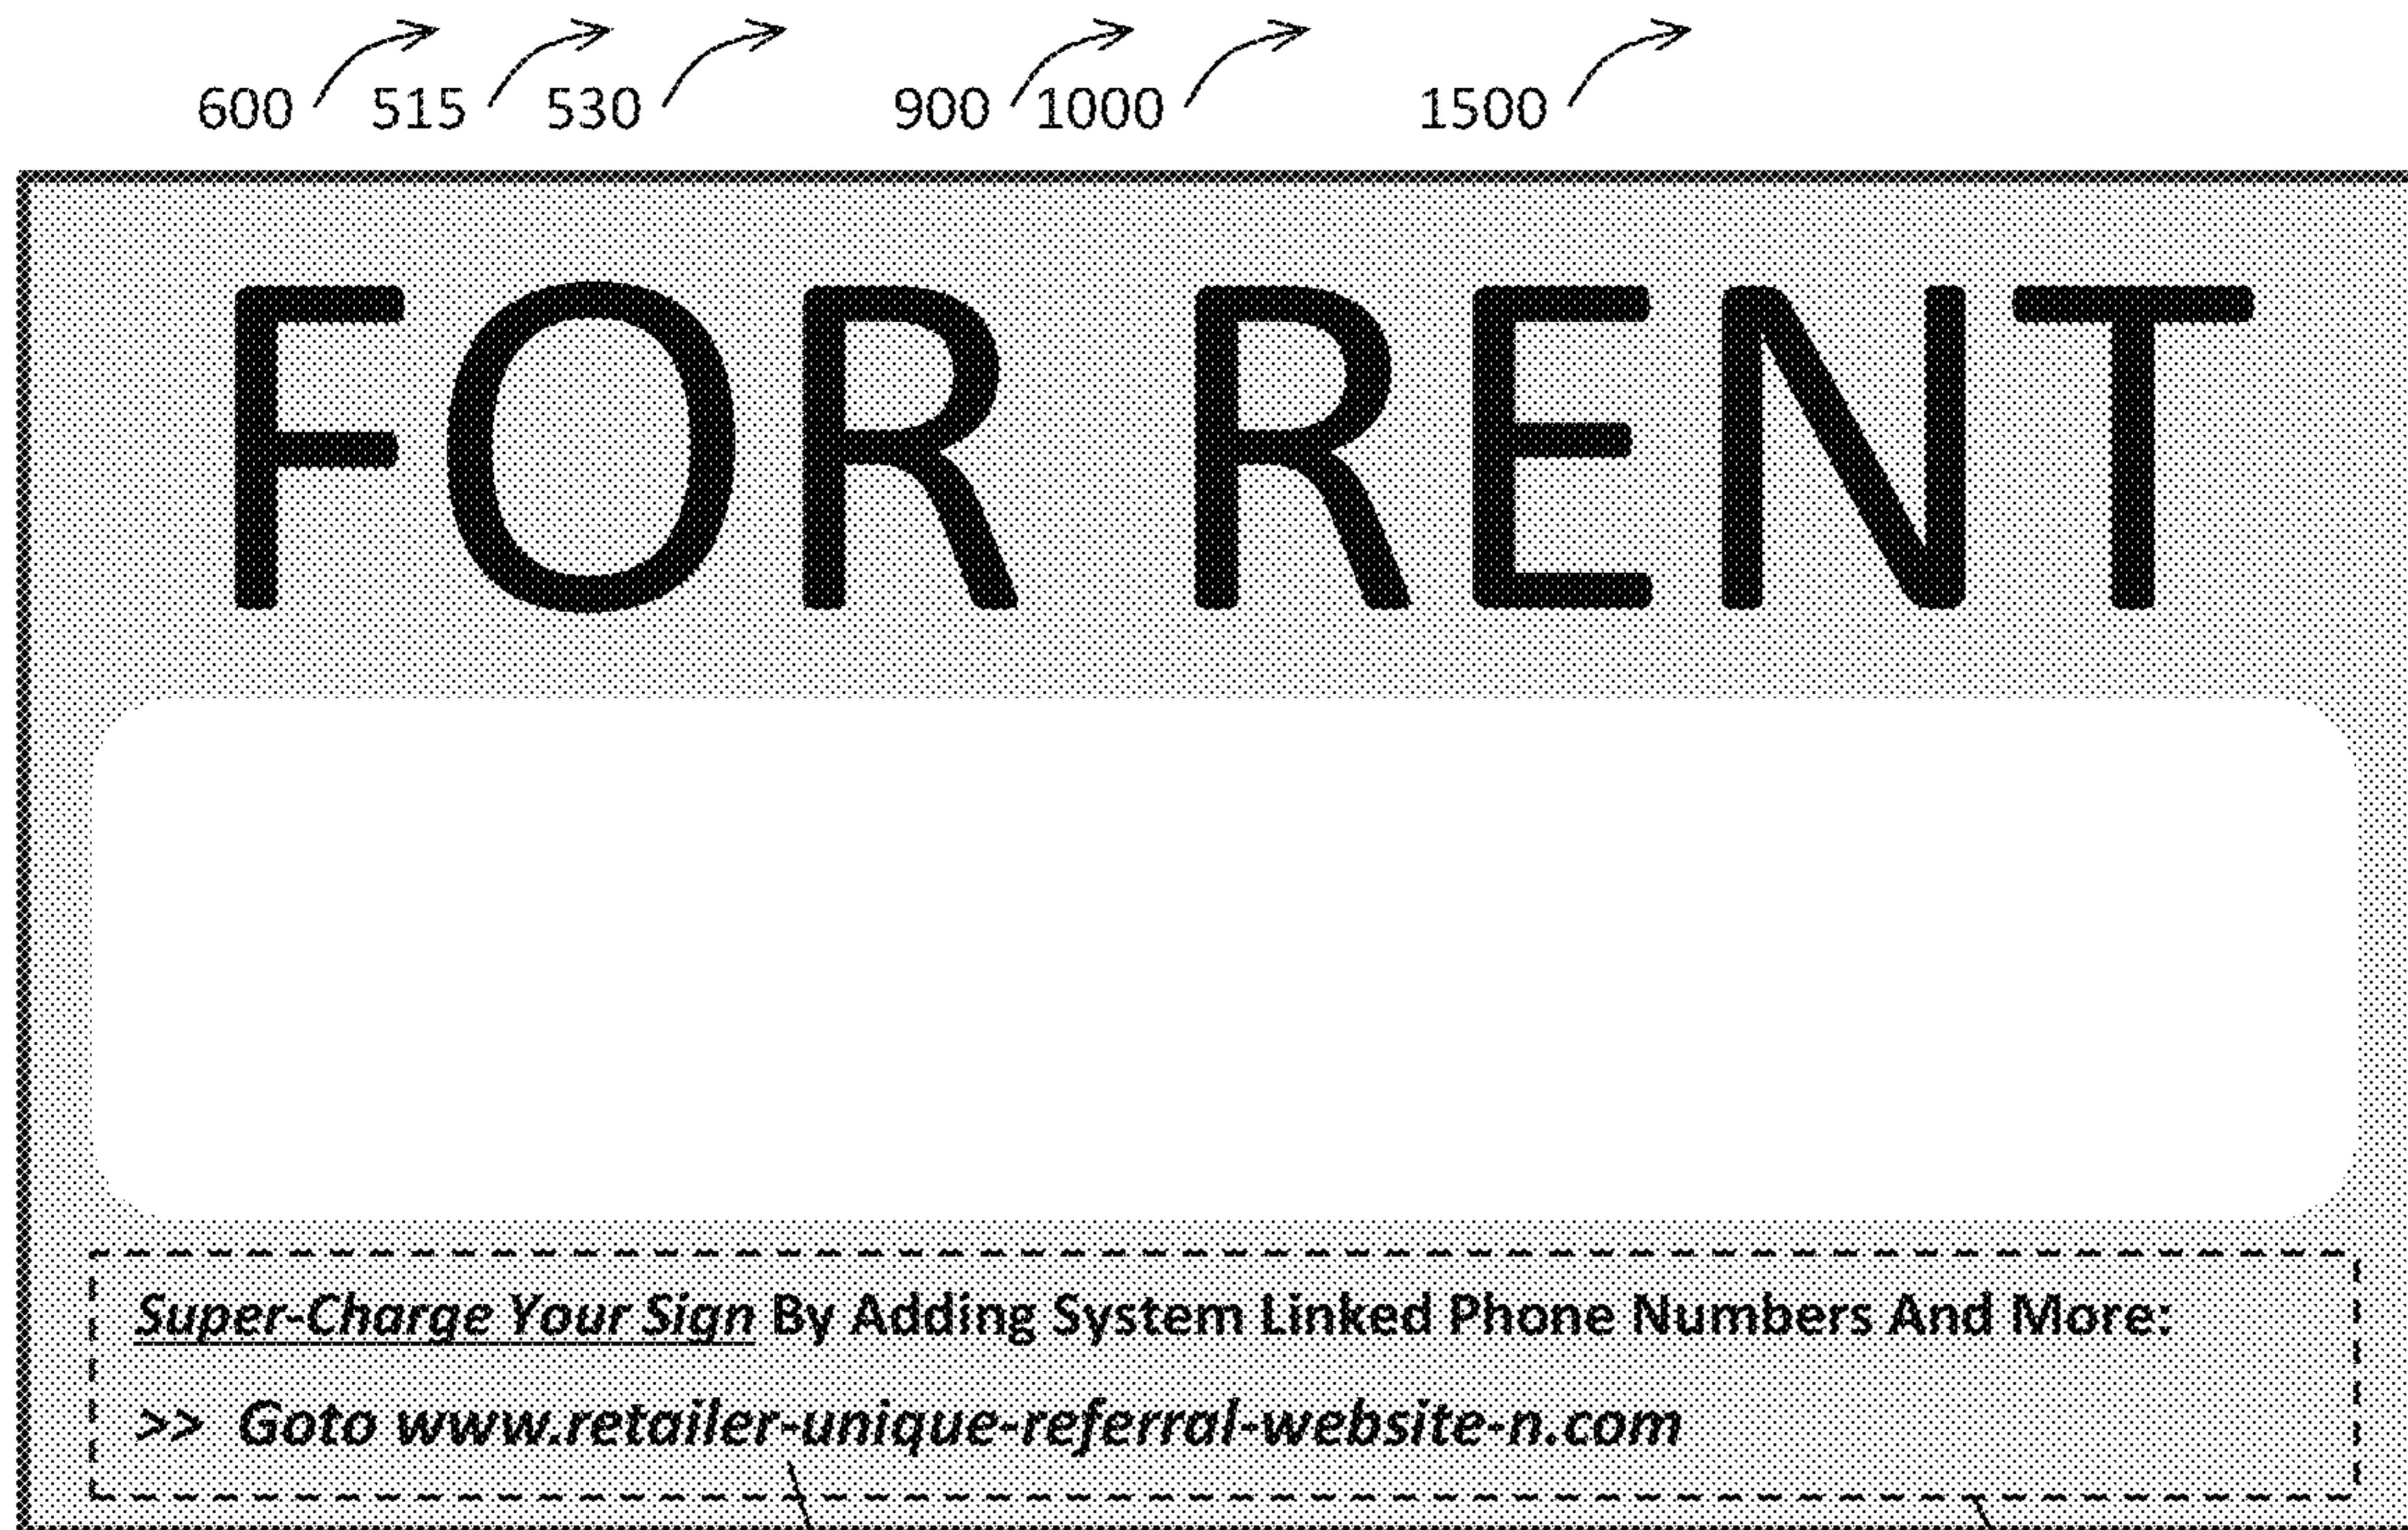 600 515 530 900 1000 1500
FOR RENT
Super-Charge Your Sign By Adding System Linked Phone Numbers And More:
>> Goto www.retailer-unique-referral-website-n.com